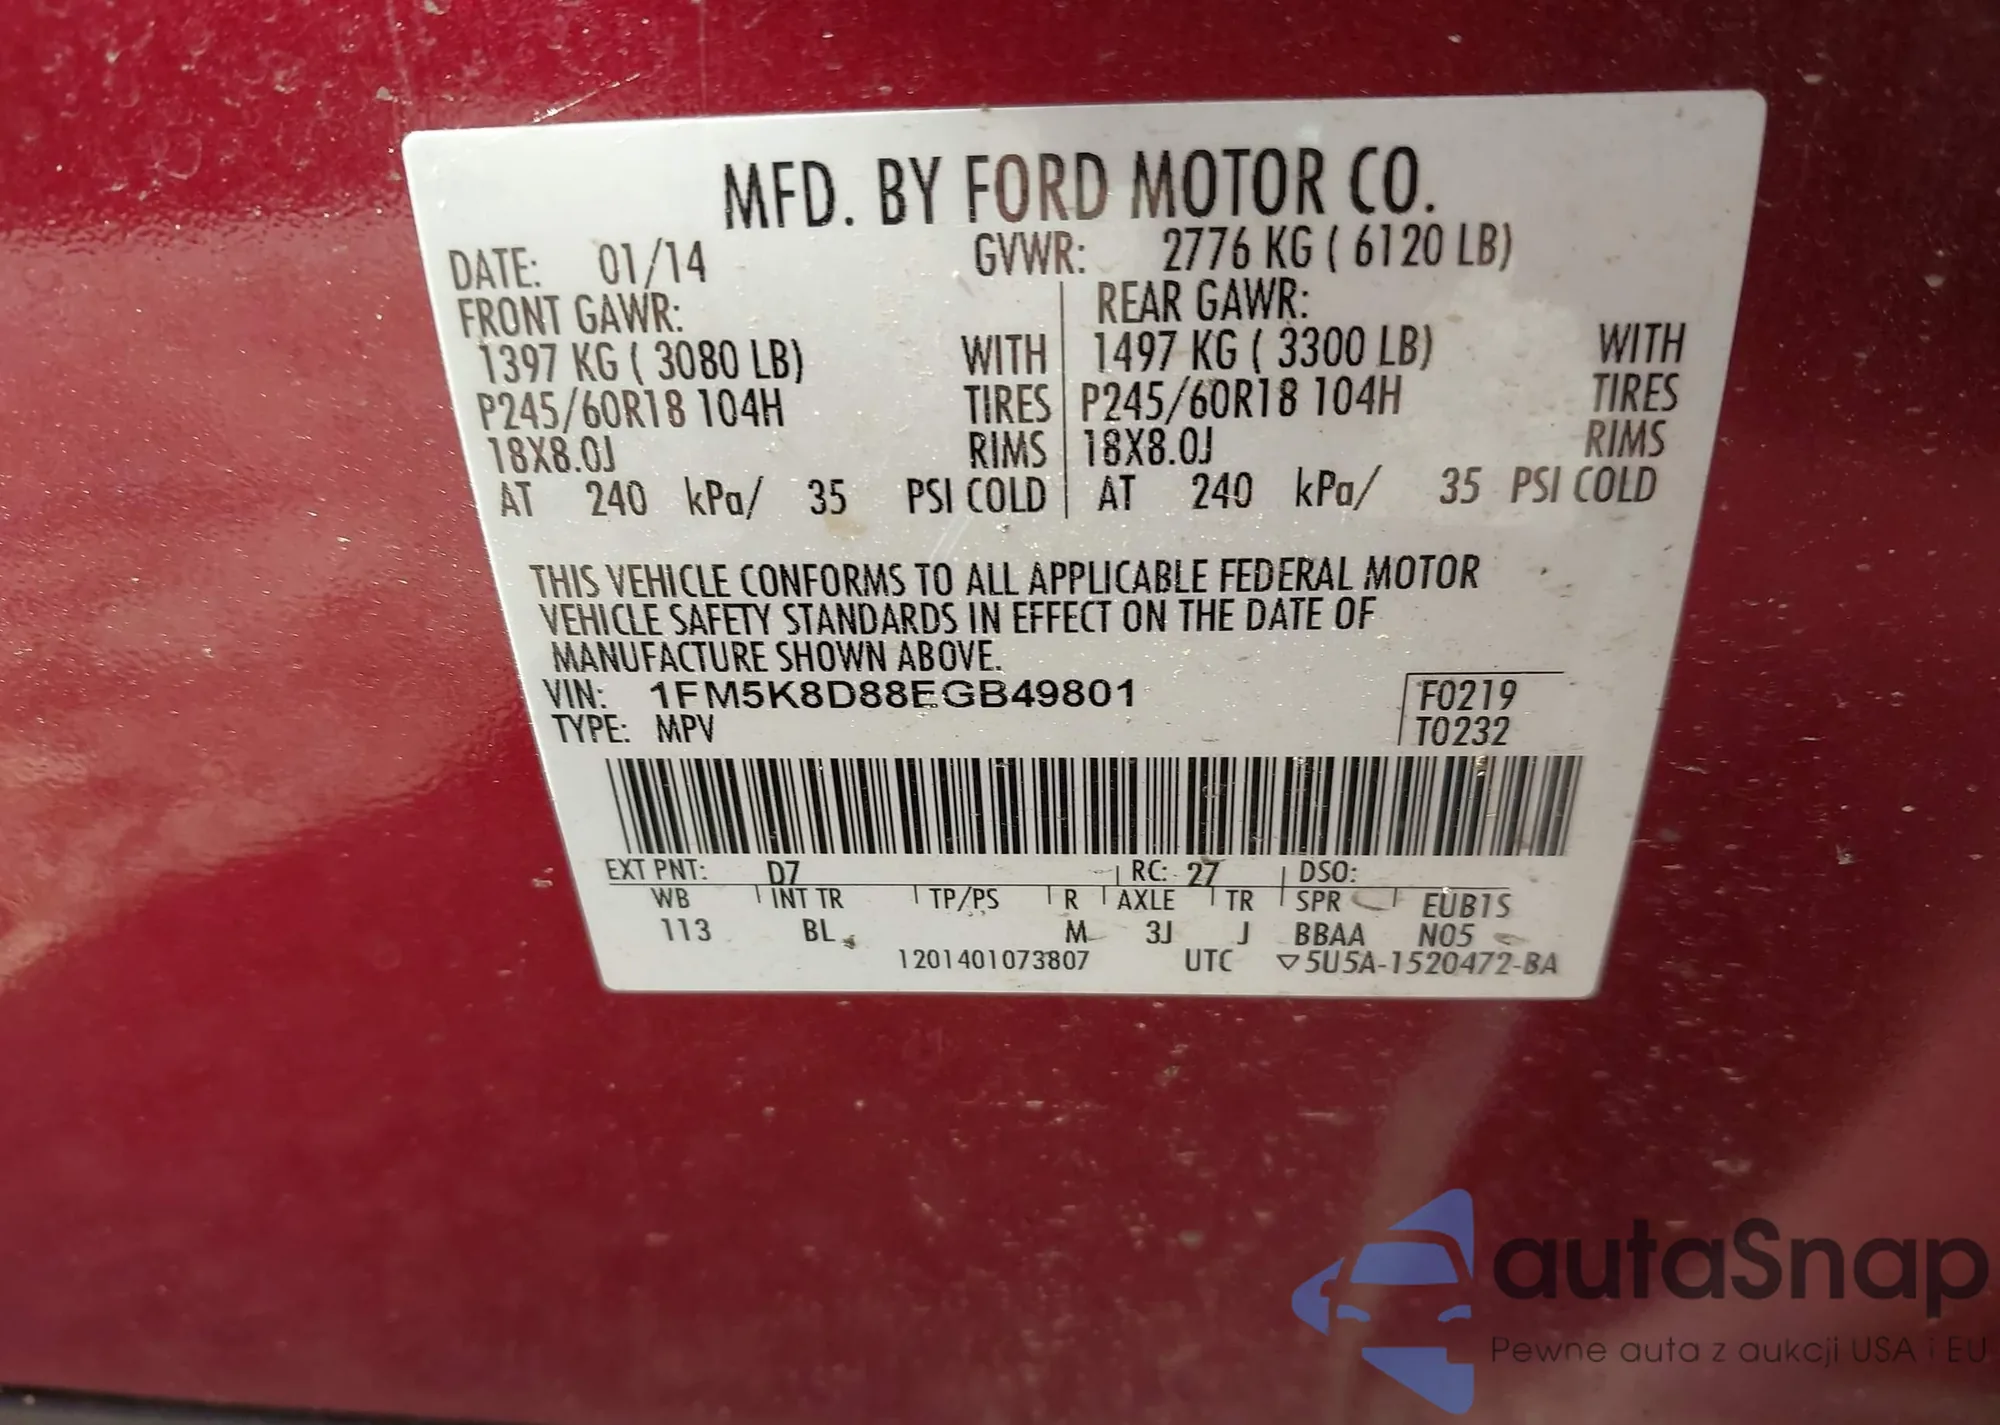 MFD. BY FORD MOTOR CO.
DATE: 01/14 GVWR: 2776 KG ( 6120 LB)
FRONT GAWR: REAR GAWR:
1397 KG ( 3080 LB) WITH 1497 KG ( 3300 LB) WITH
P245/60R18 104H TIRES P245/60R18 104H TIRES
18X8.0J RIMS 18X8.0J RIMS
AT 240 kPa/ 35 PSI COLD AT 240 kPa/ 35 PSI COLD
THIS VEHICLE CONFORMS TO ALL APPLICABLE FEDERAL MOTOR
VEHICLE SAFETY STANDARDS IN EFFECT ON THE DATE OF
MANUFACTURE SHOWN ABOVE.
VIN: 1FM5K8D88EGB49801 F0219
TYPE: MPV T0232
EXT PNT: D7 RC: 27 DSO:
WB INT TR TP/PS R AXLE TR SPR EUB1S
113 BL M 3J J BBAA N05
1201401073807 UTC ▽5U5A-1520472-BA
autaSnap
Pewne auta z aukcji USA i EU